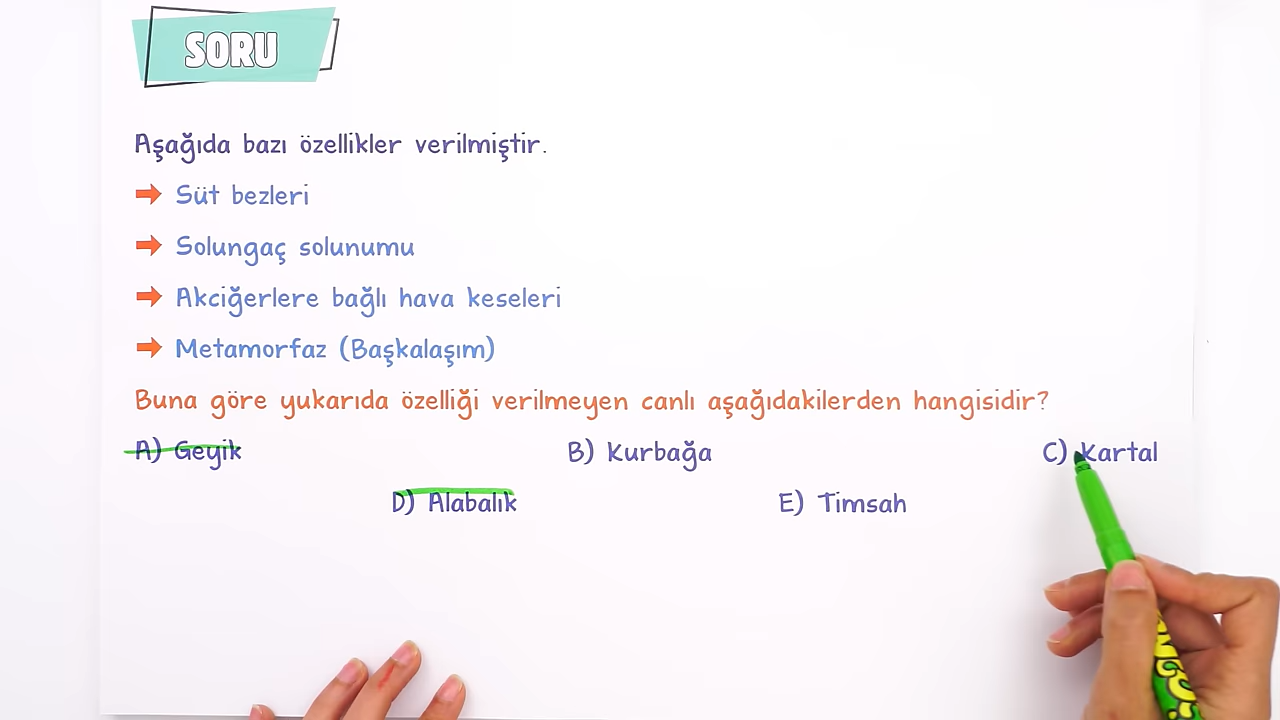 SORU
Aşağıda bazı özellikler verilmiştir.
Süt bezleri
Solungaç solunumu
Akciğerlere bağlı hava keseleri
Metamorfaz (Başkalaşım)
Buna göre yukarıda özelliği verilmeyen canlı aşağıdakilerden hangisidir?
A) Geyik B) Kurbağa C) Kartal
D) Alabalık E) Timsah